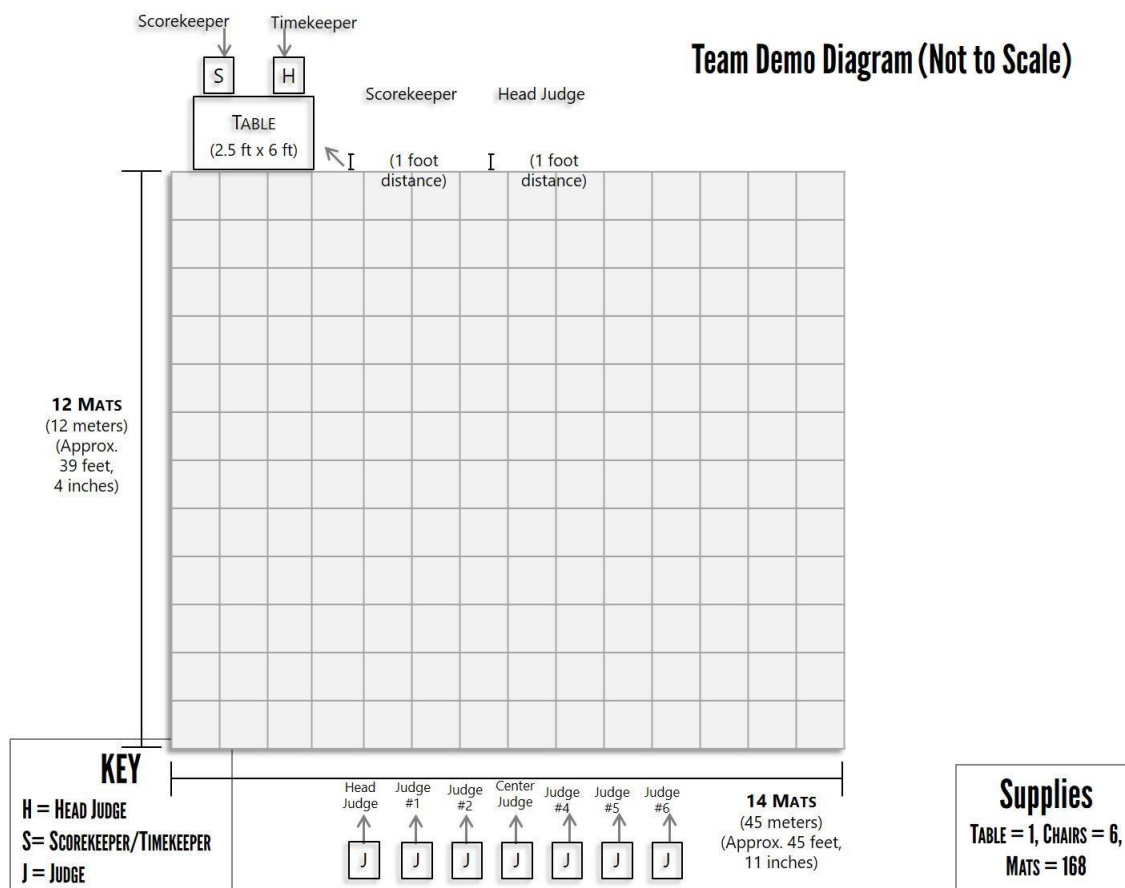 Scorekeeper
Timekeeper
Team Demo Diagram (Not to Scale)
S
H
Scorekeeper
Head Judge
TABLE
(2.5 ft x 6 ft)
(1 foot
distance)
(1 foot
distance)
12 MATS
(12 meters)
(Approx.
39 feet,
4 inches)
KEY
H = HEAD JUDGE
S= SCOREKEEPER/TIMEKEEPER
J = JUDGE
Head
Judge
Judge
#1
Judge
#2
Center
Judge
Judge
#4
Judge
#5
Judge
#6
J
J
J
J
J
J
J
14 MATS
(45 meters)
(Approx. 45 feet,
11 inches)
Supplies
TABLE = 1, CHAIRS = 6,
MATS = 168